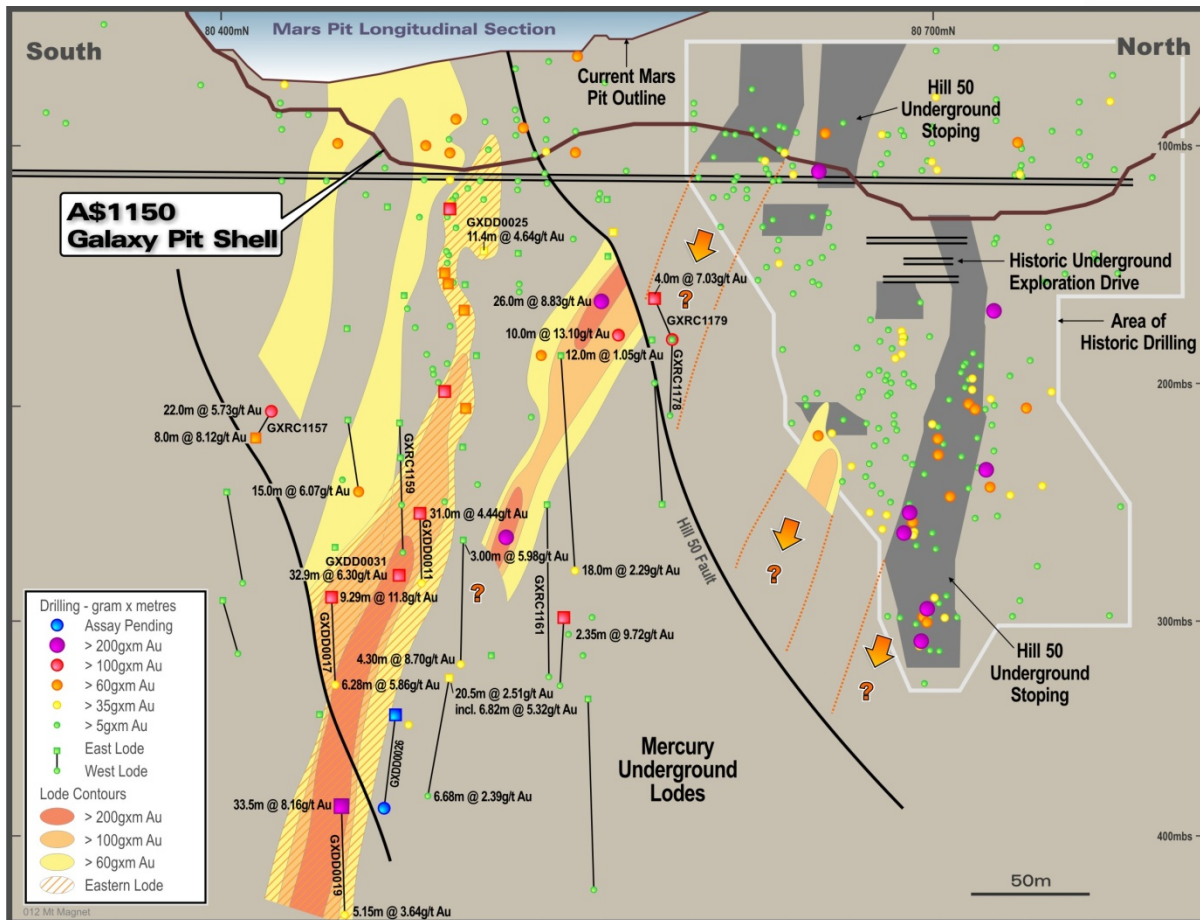 80 400mN
Mars Pit Longitudinal Section
80 700mN
South
North
Current Mars
Pit Outline
Hill 50
Underground
Stoping
100mbs
A$1150
Galaxy Pit Shell
GXDD0025
11.4m @ 4.64g/t Au
4.0m @ 7.03g/t Au
?
Historic Underground
Exploration Drive
26.0m @ 8.83g/t Au
GXRC1179
10.0m @ 13.10g/t Au
12.0m @ 1.05g/t Au
GXRC1178
Area of
Historic Drilling
200mbs
22.0m @ 5.73g/t Au
8.0m @ 8.12g/t Au
GXRC1157
GXRC1159
15.0m @ 6.07g/t Au
31.0m @ 4.44g/t Au
GXDD0011
3.00m @ 5.98g/t Au
Hill 50 Fault
GXDD0031
32.9m @ 6.30g/t Au
18.0m @ 2.29g/t Au
?
?
9.29m @ 11.8g/t Au
GXDD0017
GXRC1161
300mbs
2.35m @ 9.72g/t Au
4.30m @ 8.70g/t Au
6.28m @ 5.86g/t Au
20.5m @ 2.51g/t Au
incl. 6.82m @ 5.32g/t Au
?
Hill 50
Underground
Stoping
GXDD0026
Mercury
Underground
Lodes
6.68m @ 2.39g/t Au
33.5m @ 8.16g/t Au
GXDD0019
400mbs
5.15m @ 3.64g/t Au
50m
Drilling - gram x metres
Assay Pending
> 200gxm Au
> 100gxm Au
> 60gxm Au
> 35gxm Au
> 5gxm Au
East Lode
West Lode
Lode Contours
> 200gxm Au
> 100gxm Au
> 60gxm Au
Eastern Lode
012 Mt Magnet